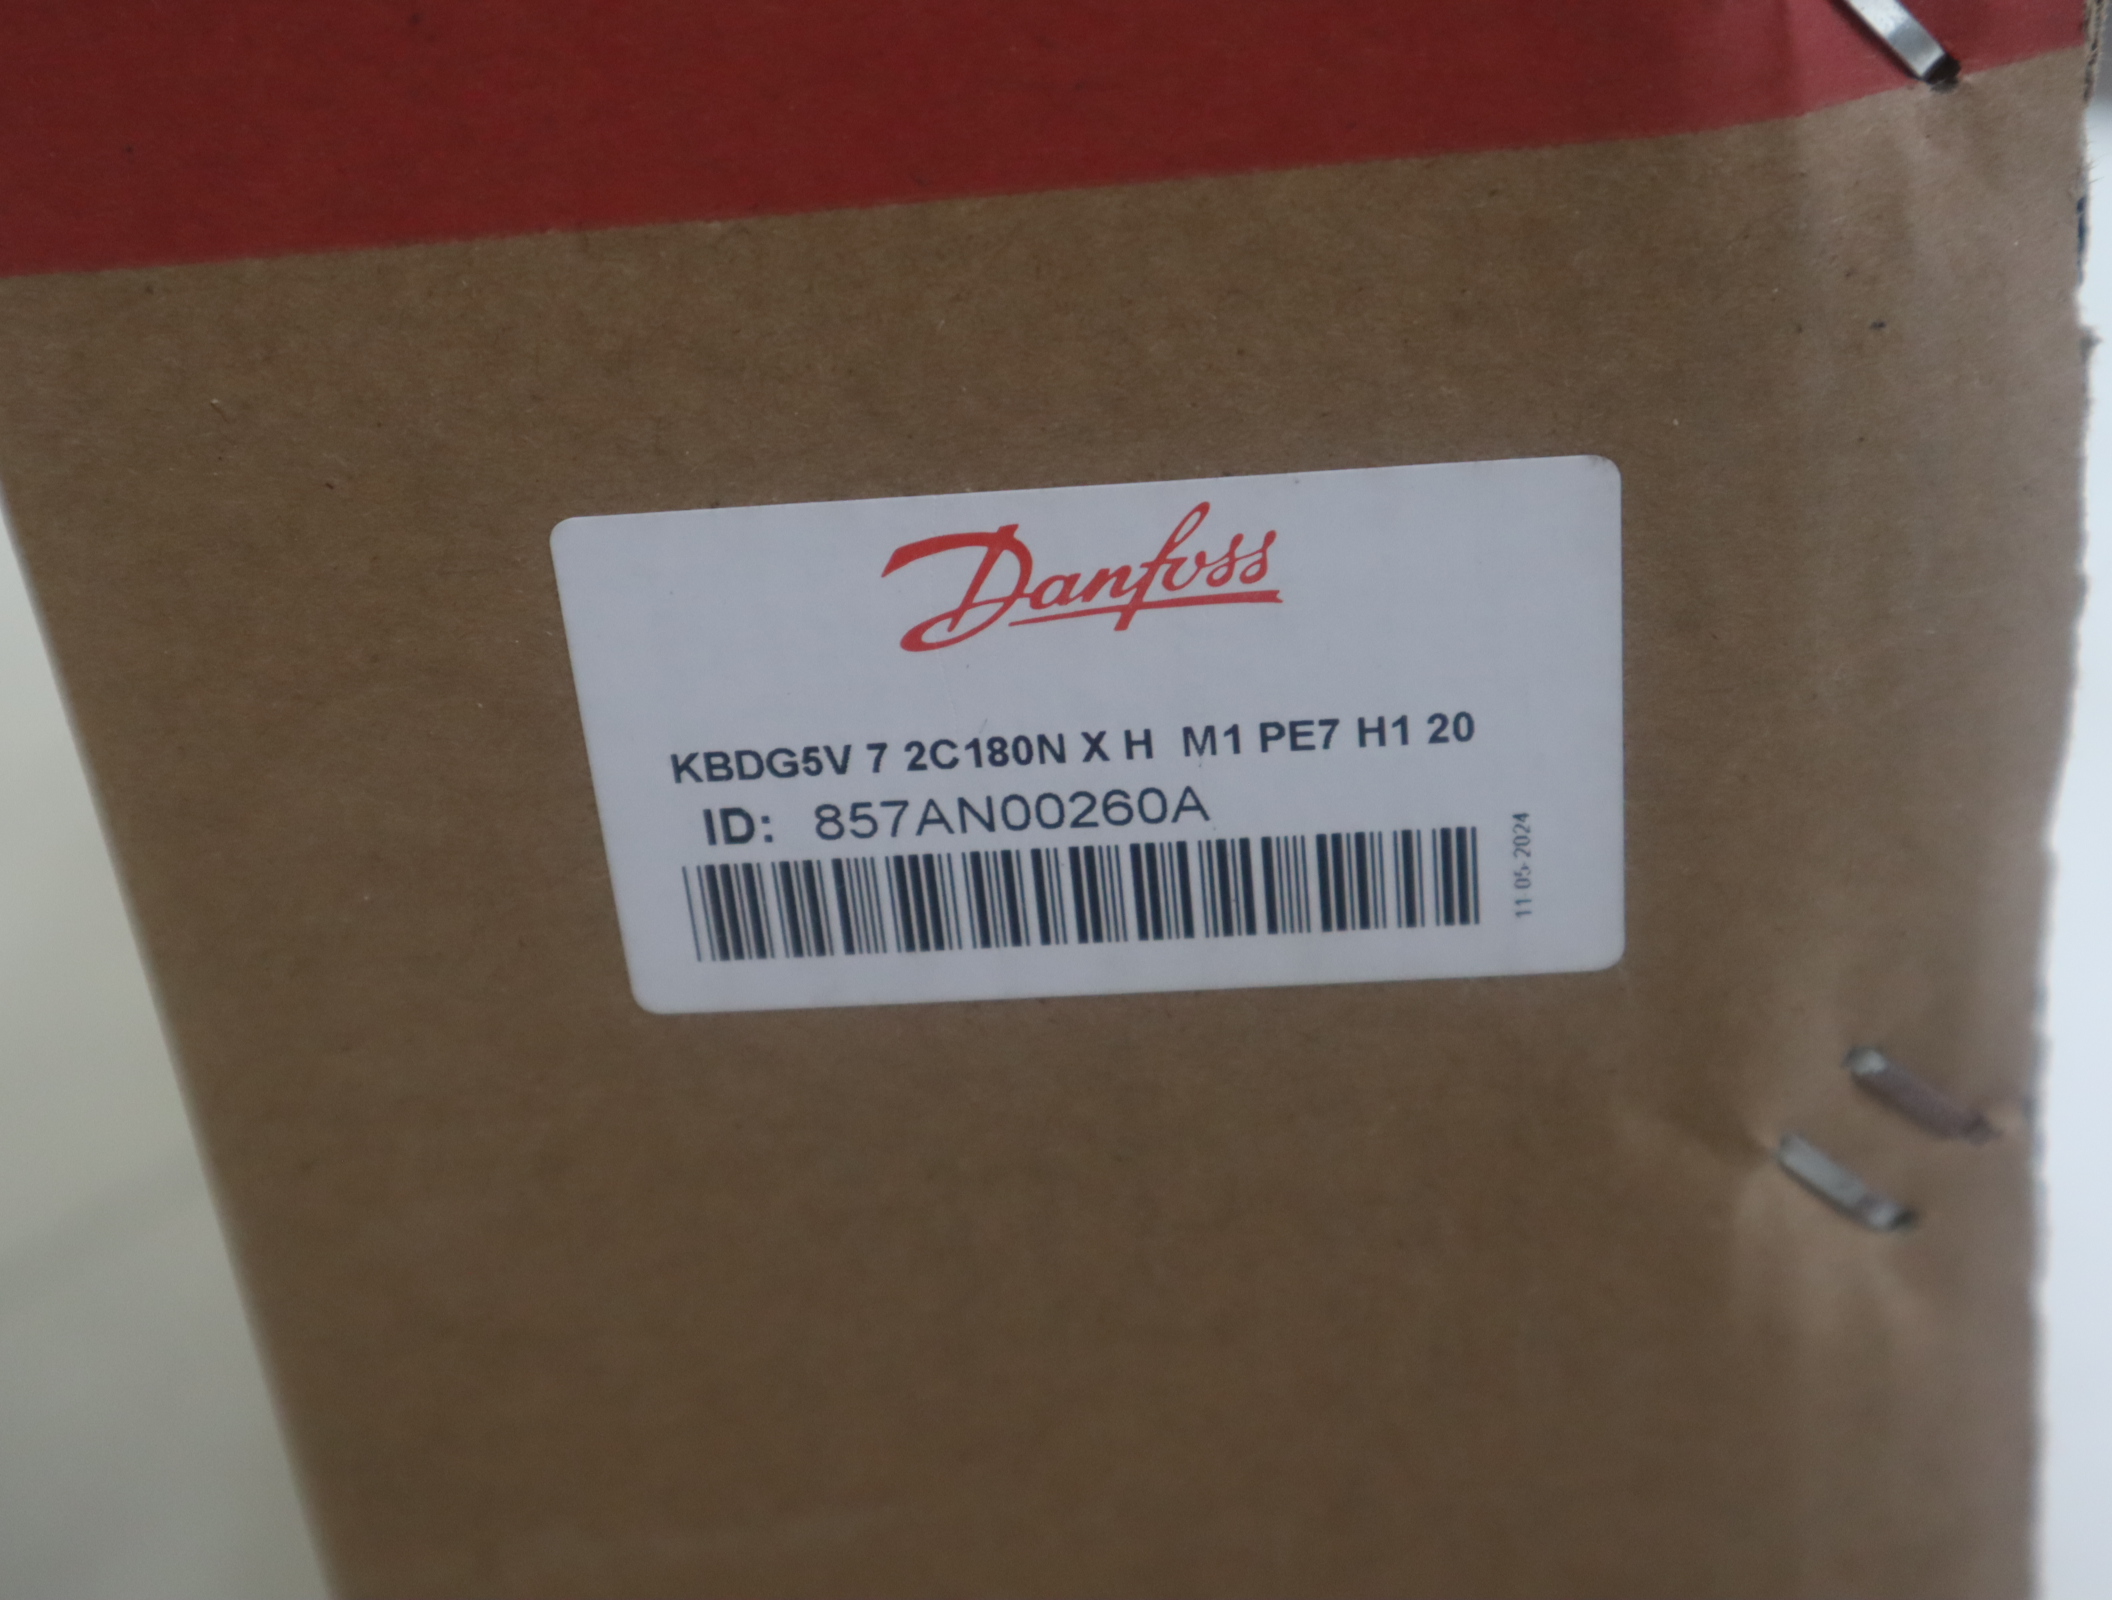 Danfoss
KBDG5V 7 2C180N X H  M1 PE7 H1 20
ID: 857AN00260A
11-05-2024